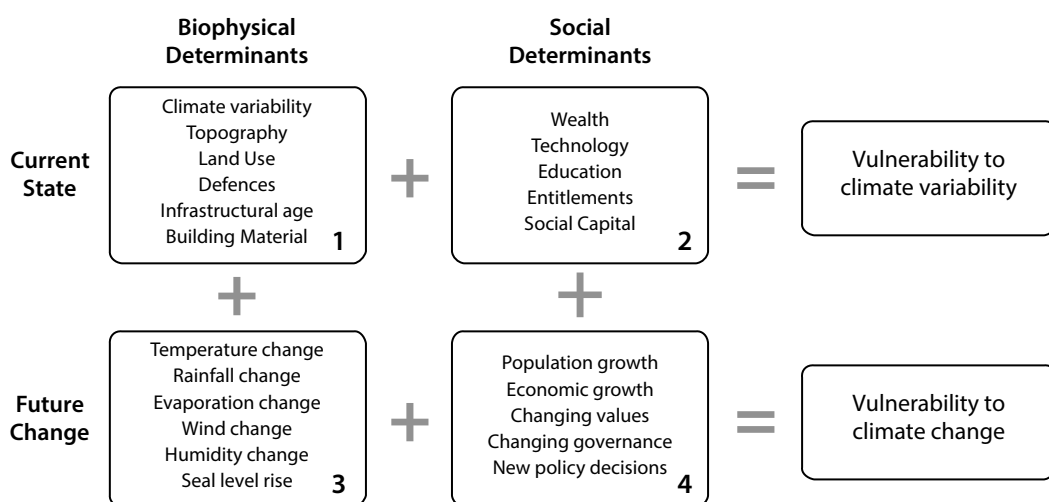 Biophysical
Determinants
Social
Determinants
Current
State
Climate variability
Topography
Land Use
Defences
Infrastructural age
Building Material
1
+
Wealth
Technology
Education
Entitlements
Social Capital
2
=
Vulnerability to
climate variability
+
+
Future
Change
Temperature change
Rainfall change
Evaporation change
Wind change
Humidity change
Seal level rise
3
+
Population growth
Economic growth
Changing values
Changing governance
New policy decisions
4
=
Vulnerability to
climate change